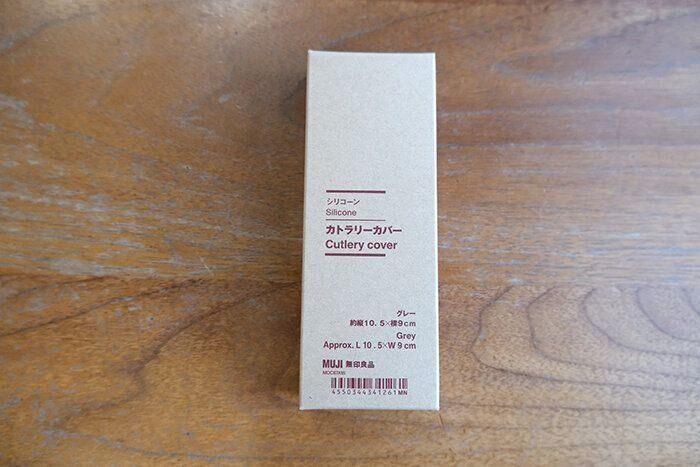 シリコーン
Silicone
カトラリーカバー
Cutlery cover
グレー
約縦10.5×横9cm
Grey
Approx. L 10.5×W 9 cm
MUJI 無印良品
4550344341261MN